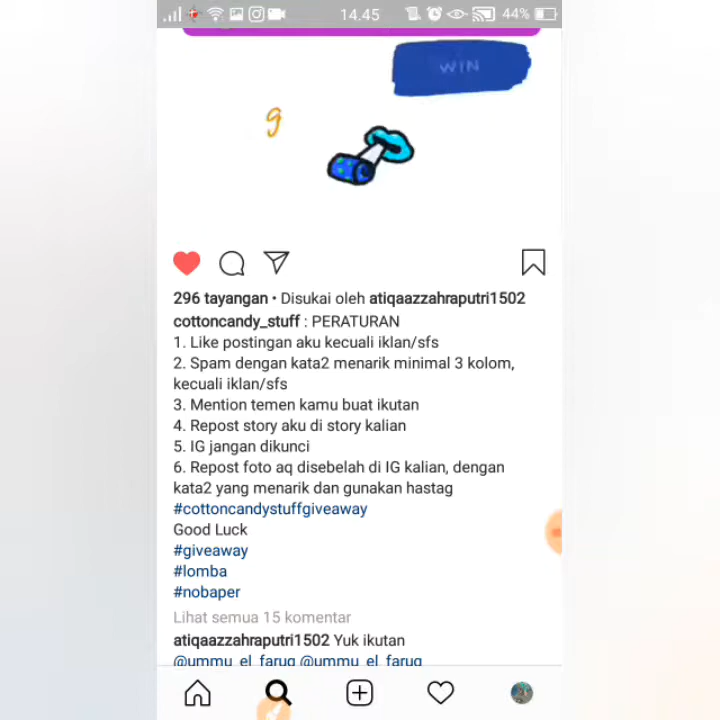 14.45
44%
WIN
g
296 tayangan • Disukai oleh atiqaazzahraputri1502
cottoncandy_stuff : PERATURAN
1. Like postingan aku kecuali iklan/sfs
2. Spam dengan kata2 menarik minimal 3 kolom,
kecuali iklan/sfs
3. Mention temen kamu buat ikutan
4. Repost story aku di story kalian
5. IG jangan dikunci
6. Repost foto aq disebelah di IG kalian, dengan
kata2 yang menarik dan gunakan hastag
#cottoncandystuffgiveaway
Good Luck
#giveaway
#lomba
#nobaper
Lihat semua 15 komentar
atiqaazzahraputri1502 Yuk ikutan
@ummu_el_faruq @ummu_el_faruq